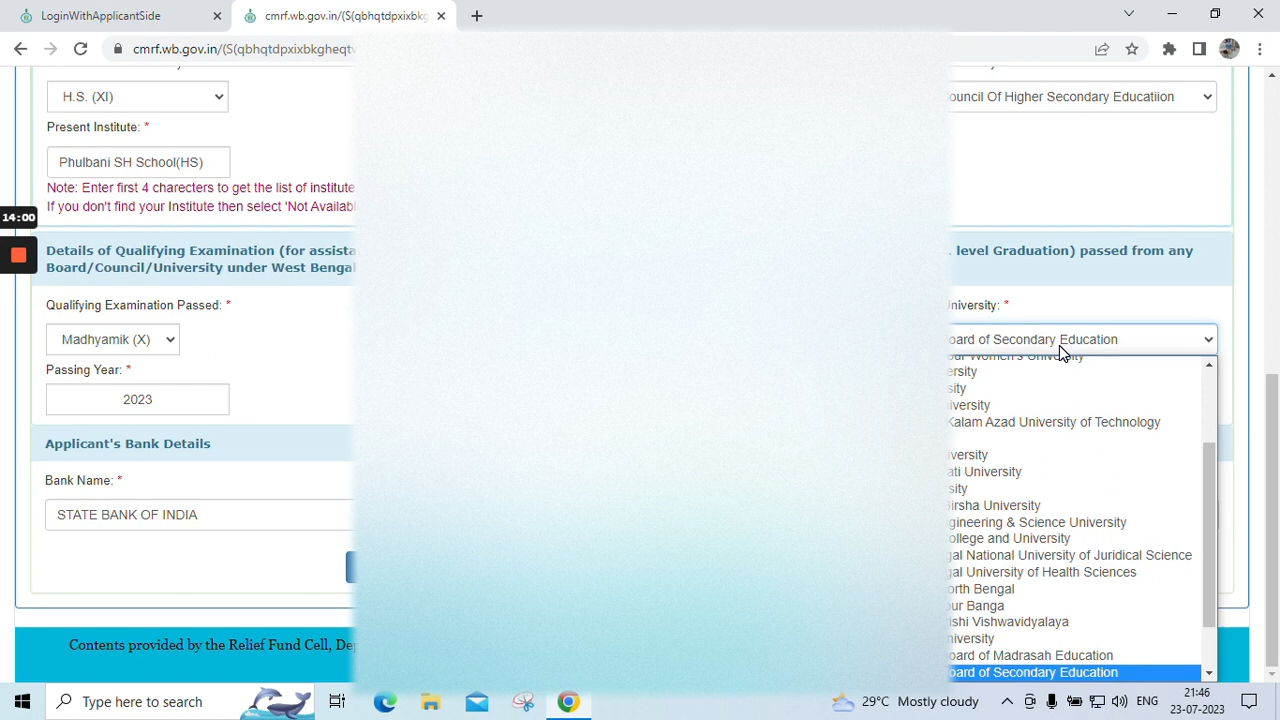 LoginWithApplicantSide
cmrf.wb.gov.in/(S(qbhqtdpxixbkg
cmrf.wb.gov.in/(S(qbhqtdpxixbkgheqtv
H.S. (XI)
ouncil Of Higher Secondary Educatiion
Present Institute: *
Phulbani SH School(HS)
Note: Enter first 4 charecters to get the list of institute
If you don't find your Institute then select 'Not Availab
14:00
Details of Qualifying Examination (for assista
level Graduation) passed from any
Board/Council/University under West Bengal
Qualifying Examination Passed: *
University: *
Madhyamik (X)
oard of Secondary Education
Passing Year: *
2023
our Women's University
ersity
sity
iversity
Kalam Azad University of Technology
iversity
ati University
sity
Birsha University
gineering & Science University
ollege and University
gal National University of Juridical Science
gal University of Health Sciences
orth Bengal
our Banga
ishi Vishwavidyalaya
niversity
oard of Madrasah Education
oard of Secondary Education
Applicant's Bank Details
Bank Name: *
STATE BANK OF INDIA
Contents provided by the Relief Fund Cell, De
Type here to search
29°C Mostly cloudy
ENG
21:46
23-07-2023